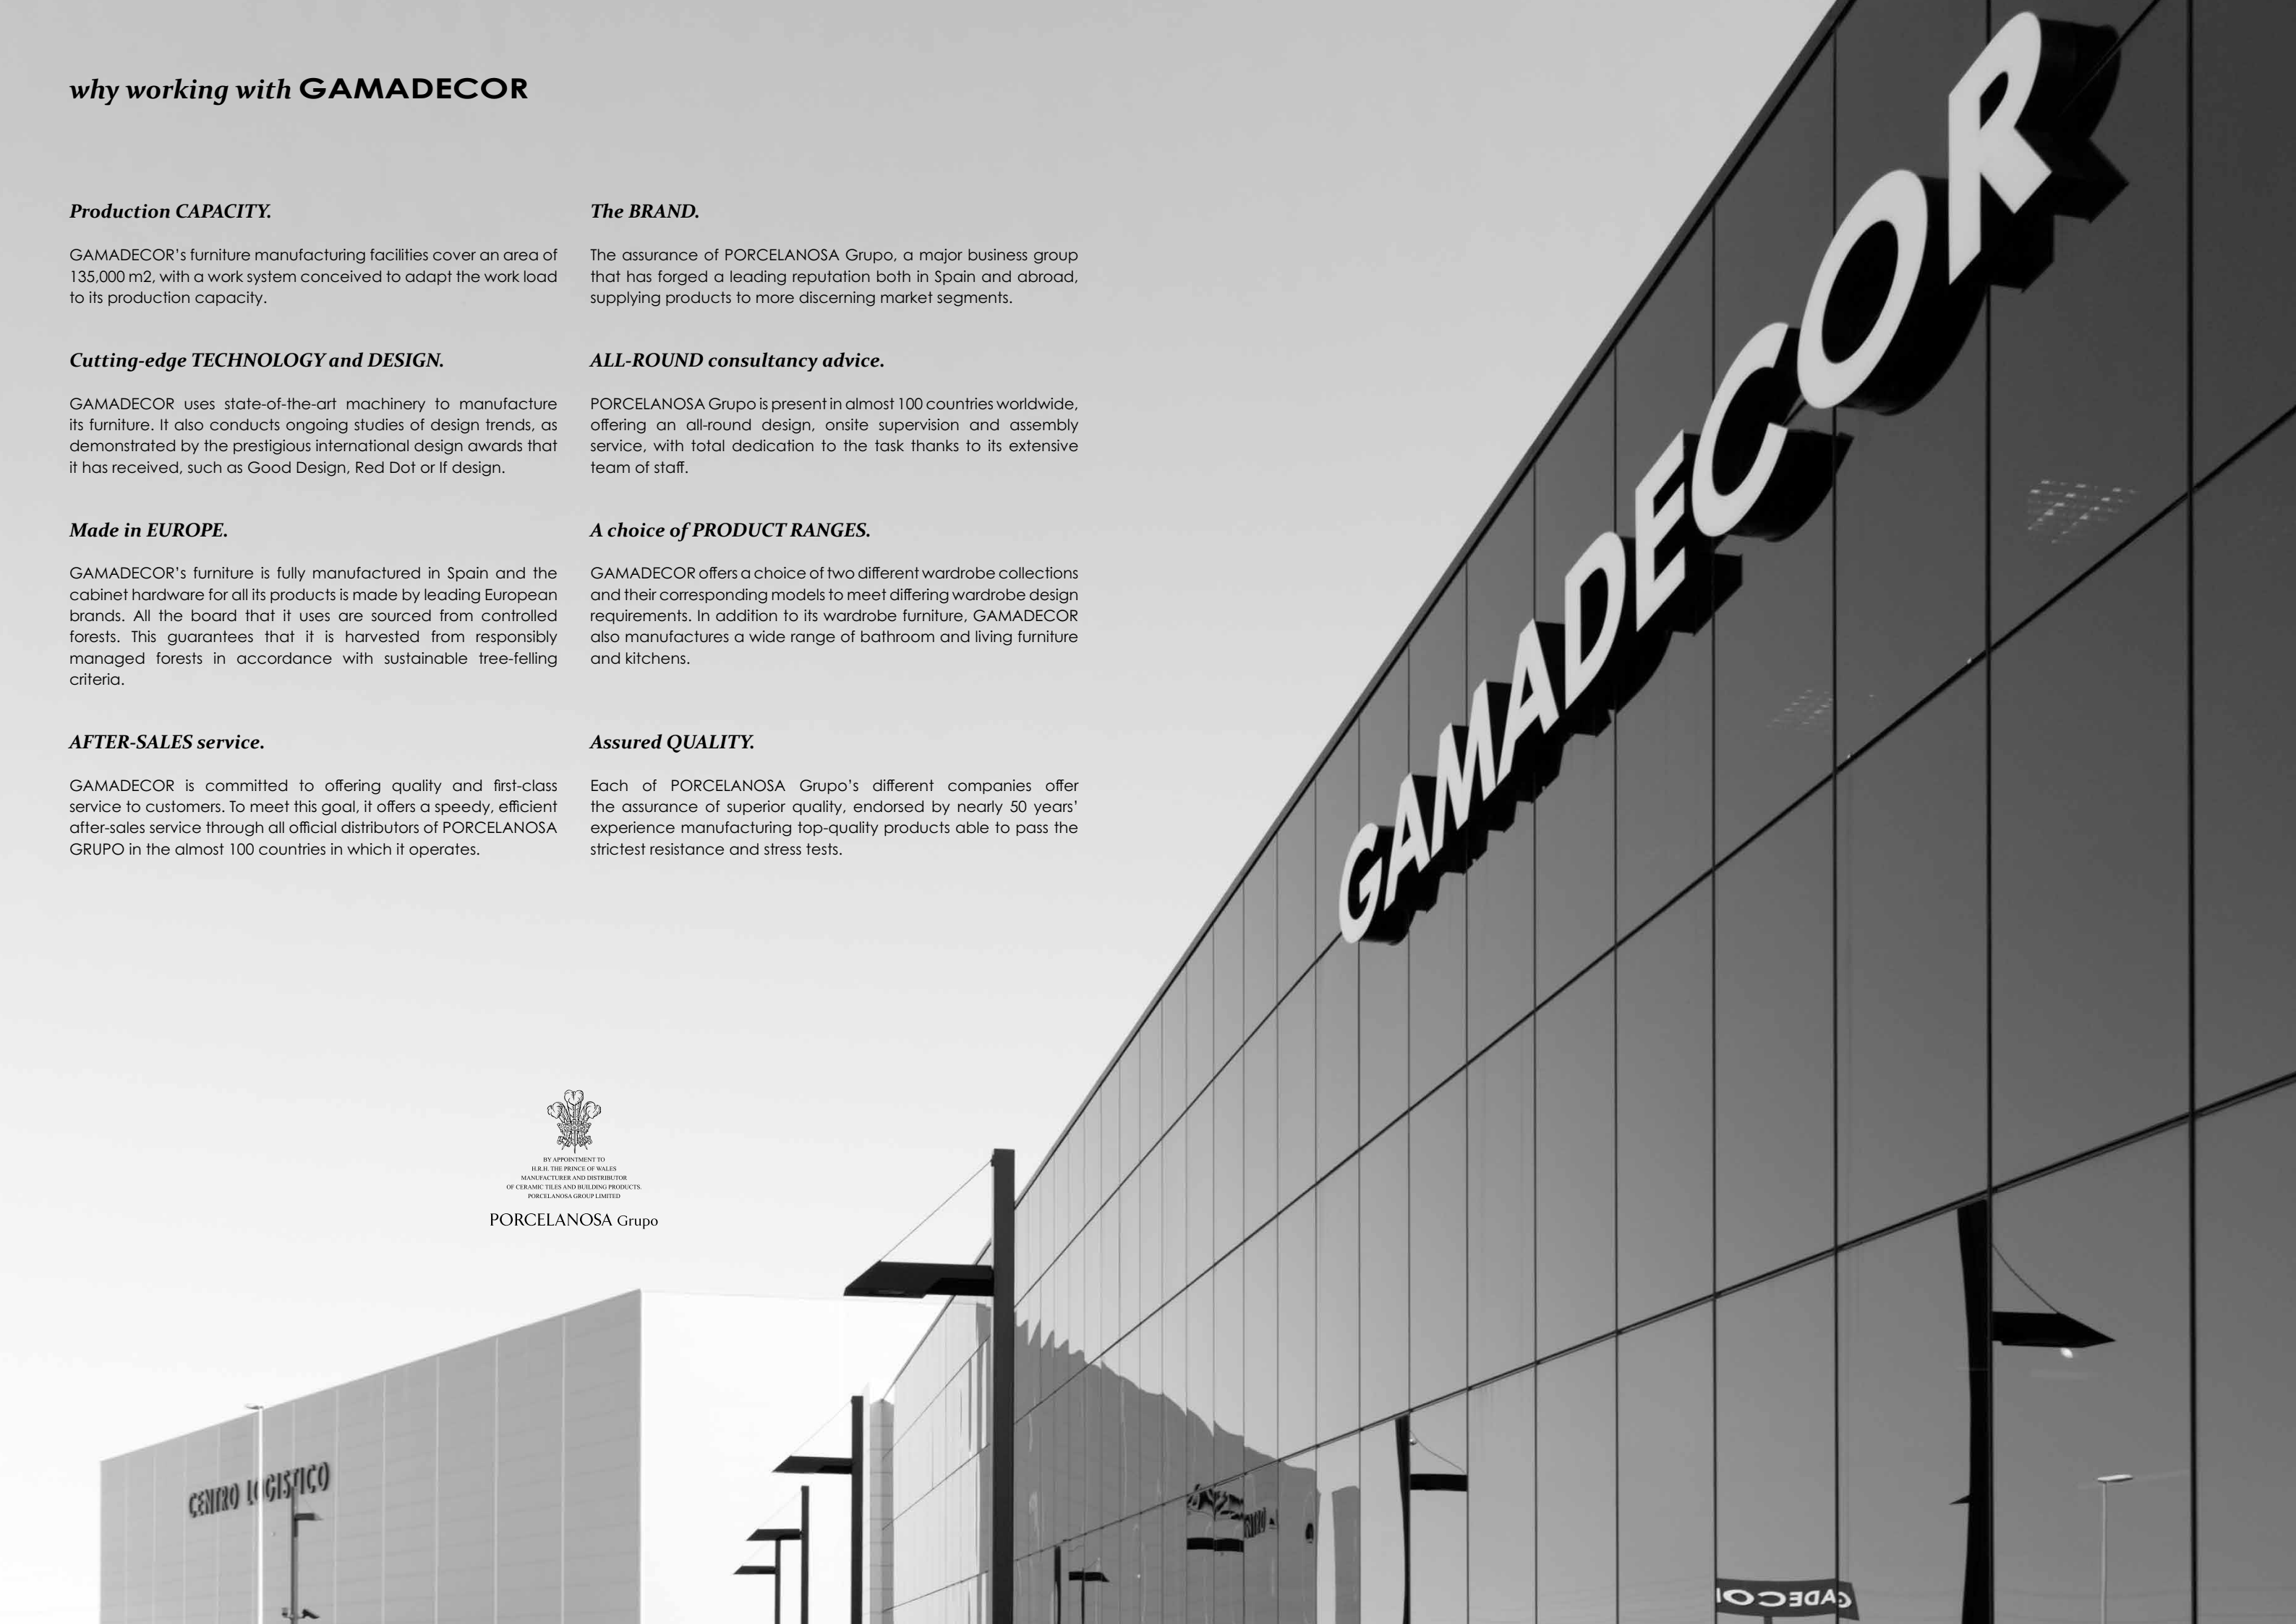 why working with GAMADECOR
Production CAPACITY.
GAMADECOR's furniture manufacturing facilities cover an area of
135,000 m2, with a work system conceived to adapt the work load
to its production capacity.
Cutting-edge TECHNOLOGY and DESIGN.
GAMADECOR uses state-of-the-art machinery to manufacture
its furniture. It also conducts ongoing studies of design trends, as
demonstrated by the prestigious international design awards that
it has received, such as Good Design, Red Dot or If design.
Made in EUROPE.
GAMADECOR's furniture is fully manufactured in Spain and the
cabinet hardware for all its products is made by leading European
brands. All the board that it uses are sourced from controlled
forests. This guarantees that it is harvested from responsibly
managed forests in accordance with sustainable tree-felling
criteria.
AFTER-SALES service.
GAMADECOR is committed to offering quality and first-class
service to customers. To meet this goal, it offers a speedy, efficient
after-sales service through all official distributors of PORCELANOSA
GRUPO in the almost 100 countries in which it operates.
The BRAND.
The assurance of PORCELANOSA Grupo, a major business group
that has forged a leading reputation both in Spain and abroad,
supplying products to more discerning market segments.
ALL-ROUND consultancy advice.
PORCELANOSA Grupo is present in almost 100 countries worldwide,
offering an all-round design, onsite supervision and assembly
service, with total dedication to the task thanks to its extensive
team of staff.
A choice of PRODUCT RANGES.
GAMADECOR offers a choice of two different wardrobe collections
and their corresponding models to meet differing wardrobe design
requirements. In addition to its wardrobe furniture, GAMADECOR
also manufactures a wide range of bathroom and living furniture
and kitchens.
Assured QUALITY.
Each of PORCELANOSA Grupo's different companies offer
the assurance of superior quality, endorsed by nearly 50 years'
experience manufacturing top-quality products able to pass the
strictest resistance and stress tests.
BY APPOINTMENT TO
H.R.H. THE PRINCE OF WALES
MANUFACTURER AND DISTRIBUTOR
OF CERAMIC TILES AND BUILDING PRODUCTS.
PORCELANOSA GROUP LIMITED
PORCELANOSA Grupo
GAMADECOR
CENTRO LOGISTICO